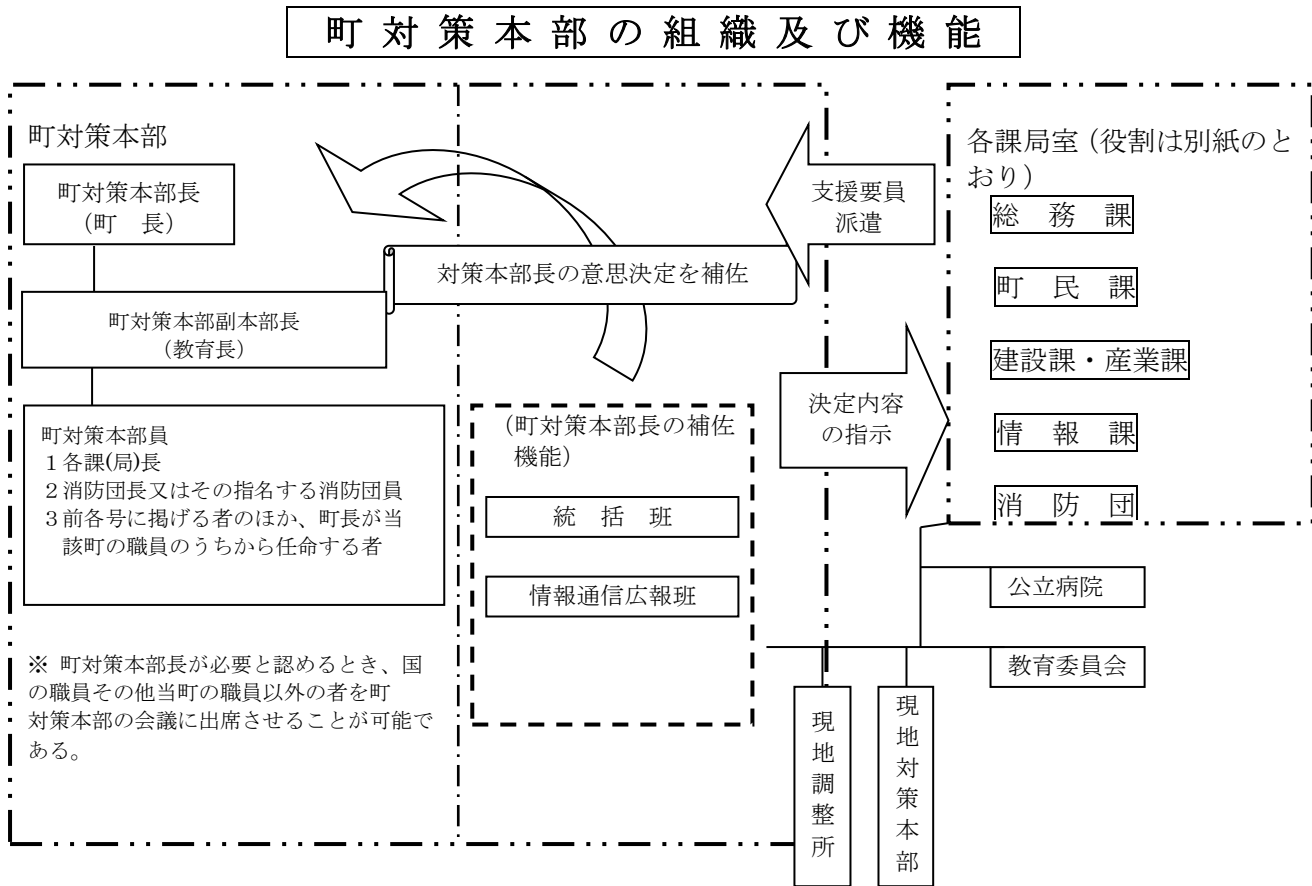 町対策本部の組織及び機能
町対策本部
町対策本部長
(町　長)
町対策本部副本部長
(教育長)
町対策本部員
1 各課(局)長
2 消防団長又はその指名する消防団員
3 前各号に掲げる者のほか、町長が当
該町の職員のうちから任命する者
※ 町対策本部長が必要と認めるとき、国
の職員その他当町の職員以外の者を町
対策本部の会議に出席させることが可能で
ある。
対策本部長の意思決定を補佐
(町対策本部長の補佐
機能)
統　括　班
情報通信広報班
支援要員
派遣
決定内容
の指示
各課局室(役割は別紙のと
おり)
総　務　課
町　民　課
建設課・産業課
情　報　課
消　防　団
公立病院
教育委員会
現地調整所
現地対策本部